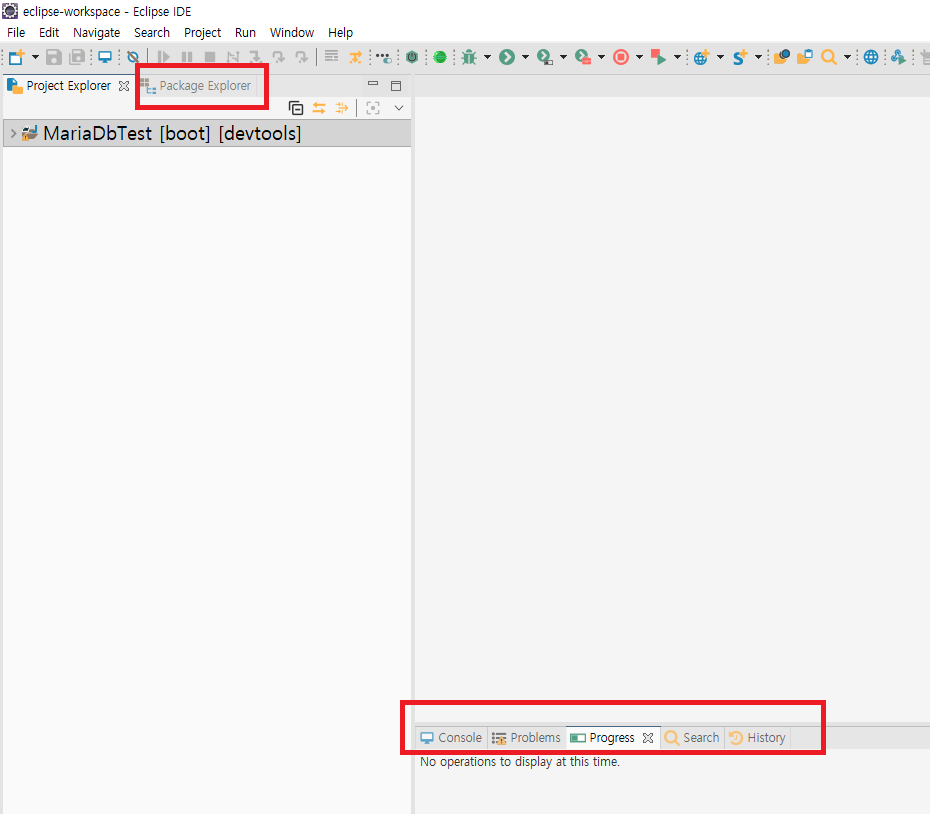 eclipse-workspace - Eclipse IDE
File Edit Navigate Search Project Run Window Help
Project Explorer Package Explorer
MariaDbTest [boot] [devtools]
Console Problems Progress Search History
No operations to display at this time.